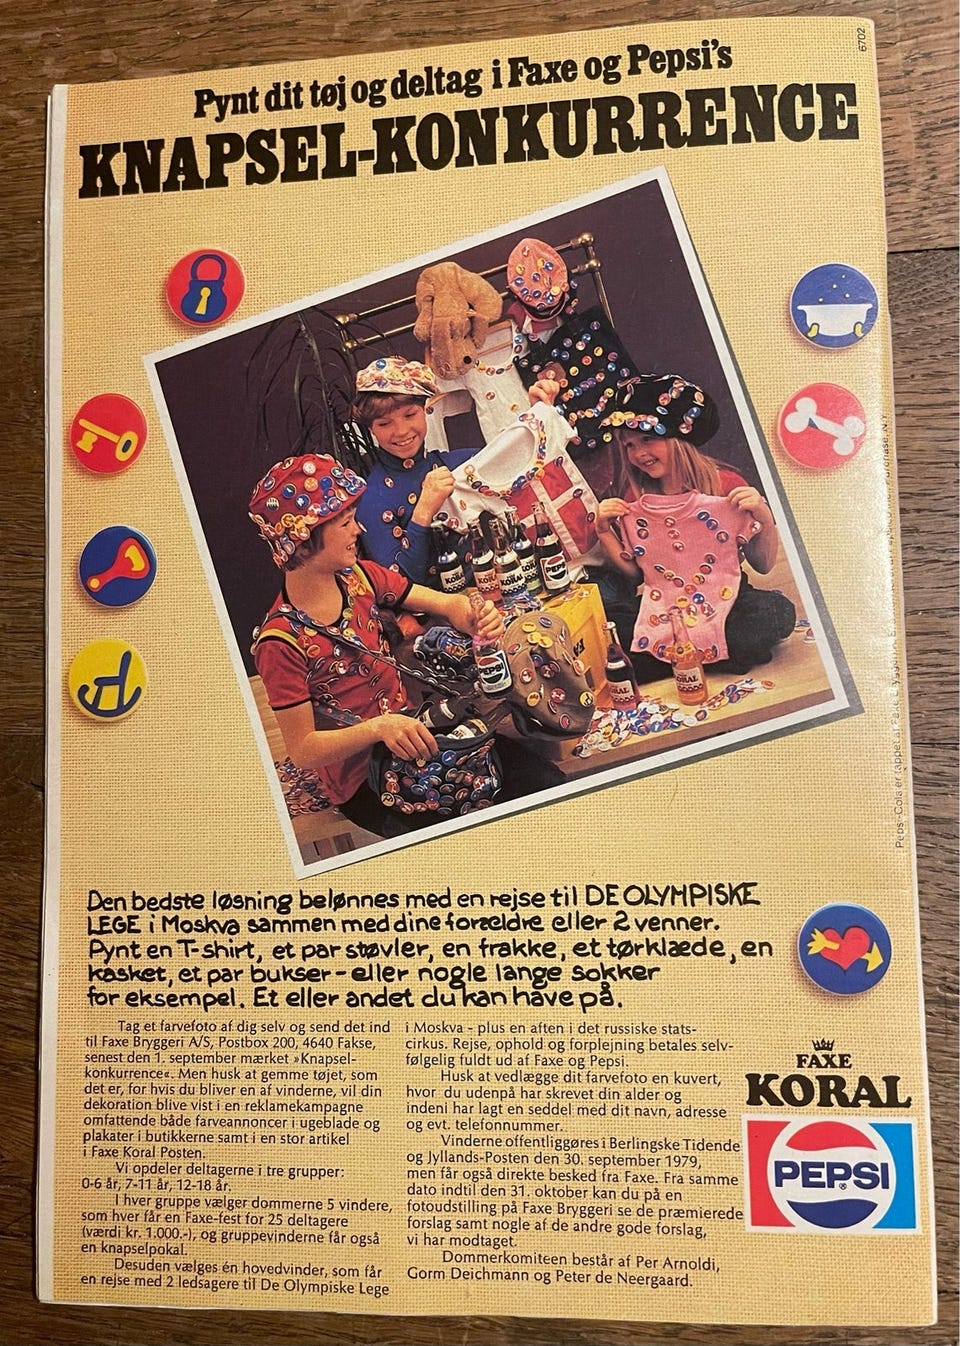 6702
Pynt dit tøj og deltag i Faxe og Pepsi's
KNAPSEL-KONKURRENCE
KORAL
KORAL
KORAL
PEPSI
PEPSI
KORAL
KORAL
Den bedste løsning belønnes med en rejse til DE OLYMPISKE
LEGE i Moskva sammen med dine forældre eller 2 venner.
Pynt en T-shirt, et par støvler, en frakke, et tørklæde, en
kasket, et par bukser - eller nogle lange sokker
for eksempel. Et eller andet du kan have på.
Tag et farvefoto af dig selv og send det ind
til Faxe Bryggeri A/S, Postbox 200, 4640 Fakse,
senest den 1. september mærket »Knapsel-
konkurrence«. Men husk at gemme tøjet, som
det er, for hvis du bliver en af vinderne, vil din
dekoration blive vist i en reklamekampagne
omfattende både farveannoncer i ugeblade og
plakater i butikkerne samt i en stor artikel
i Faxe Koral Posten.
Vi opdeler deltagerne i tre grupper:
0-6 år, 7-11 år, 12-18 år.
I hver gruppe vælger dommerne 5 vindere,
som hver får en Faxe-fest for 25 deltagere
(værdi kr. 1.000.-), og gruppevinderne får også
en knapselpokal.
Desuden vælges én hovedvinder, som får
en rejse med 2 ledsagere til De Olympiske Lege
i Moskva - plus en aften i det russiske stats-
cirkus. Rejse, ophold og forplejning betales selv-
følgelig fuldt ud af Faxe og Pepsi.
Husk at vedlægge dit farvefoto en kuvert,
hvor du udenpå har skrevet din alder og
indeni har lagt en seddel med dit navn, adresse
og evt. telefonnummer.
Vinderne offentliggøres i Berlingske Tidende
og Jyllands-Posten den 30. september 1979,
men får også direkte besked fra Faxe. Fra samme
dato indtil den 31. oktober kan du på en
fotoudstilling på Faxe Bryggeri se de præmierede
forslag samt nogle af de andre gode forslag,
vi har modtaget.
Dommerkomiteen består af Per Arnoldi,
Gorm Deichmann og Peter de Neergaard.
FAXE
KORAL
PEPSI
Pepsi-Cola er tappet af Faxe